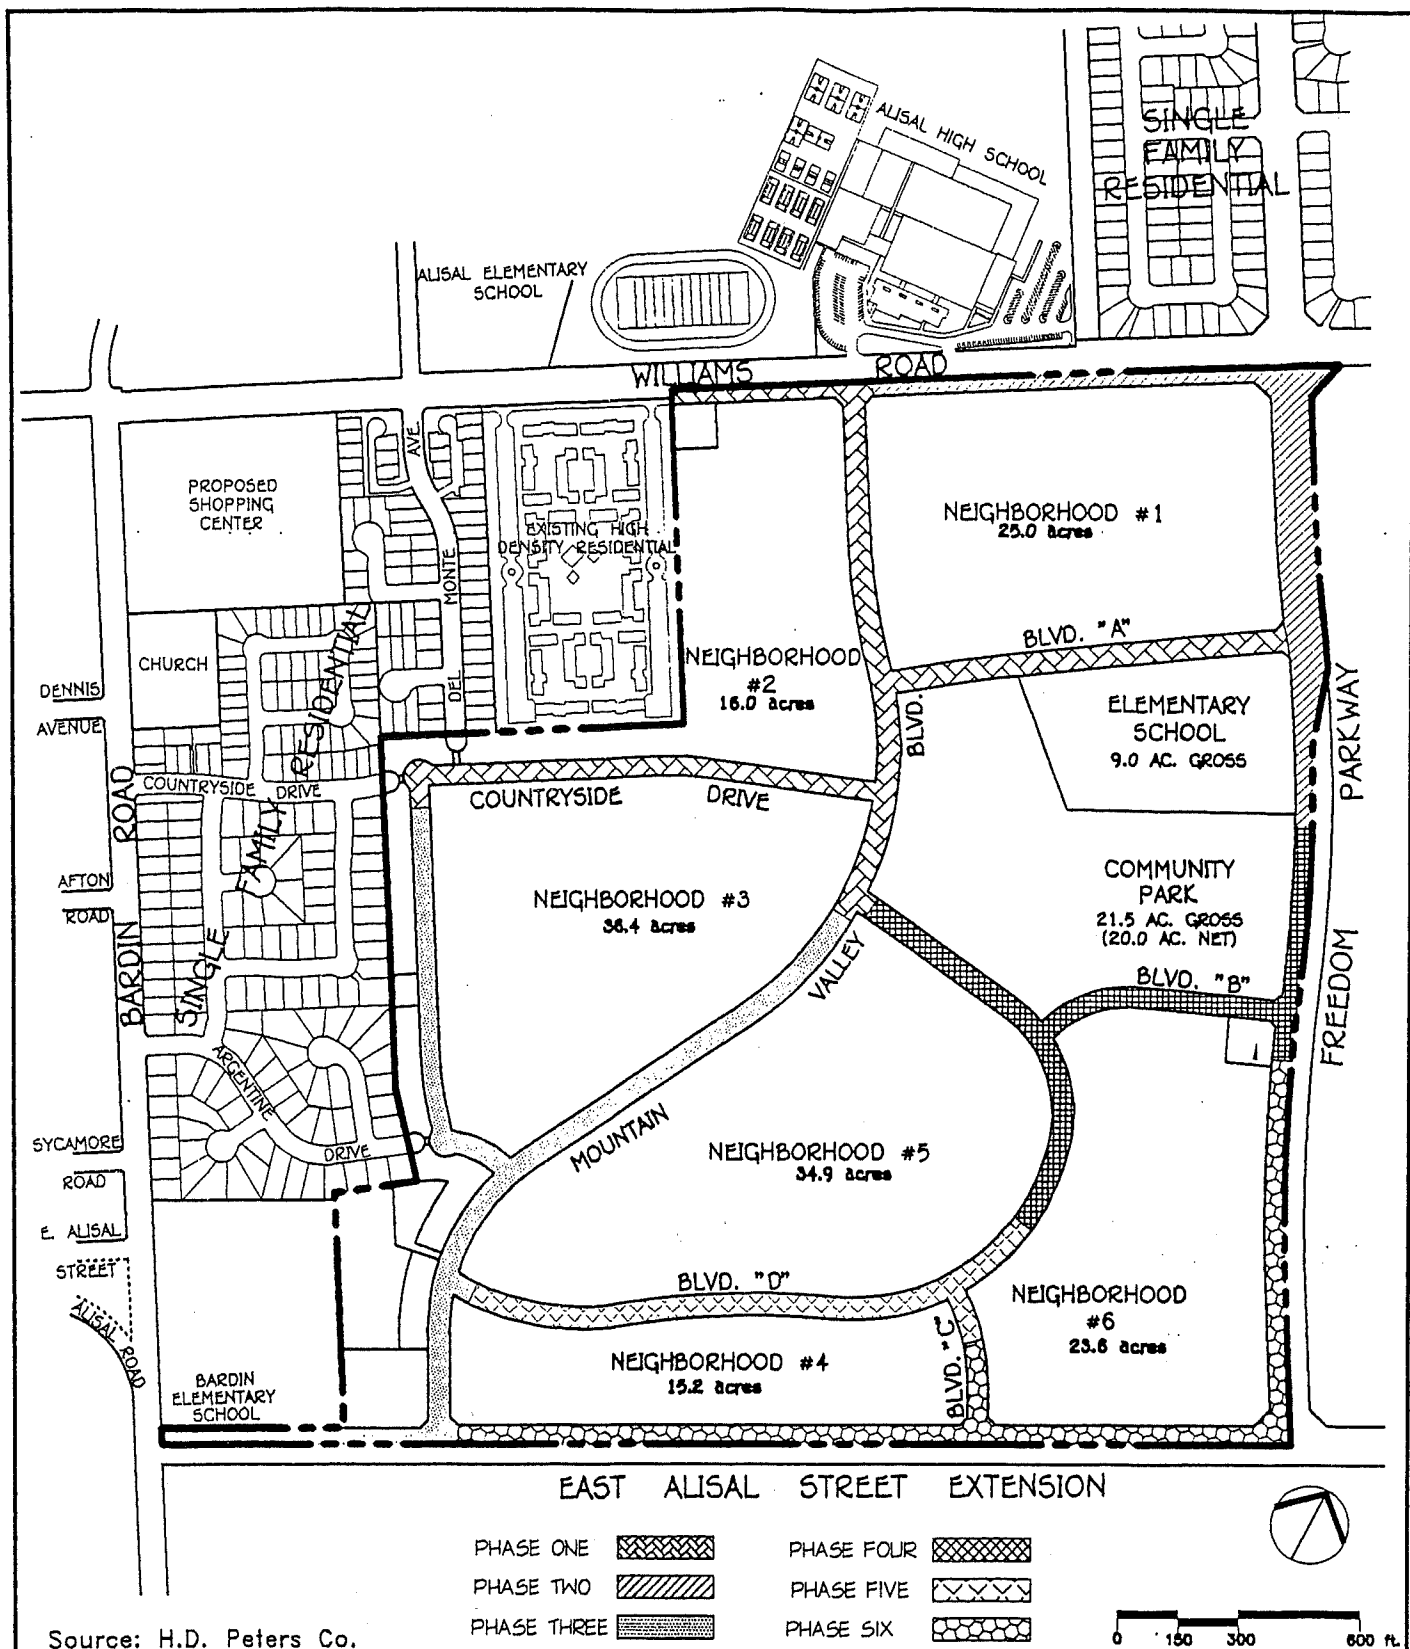 ALISAL HIGH SCHOOL
SINGLE
FAMILY
RESIDENTIAL
ALISAL ELEMENTARY
SCHOOL
WILLIAMS ROAD
PROPOSED
SHOPPING
CENTER
AVE.
MONTE
DEL
EXISTING HIGH
DENSITY RESIDENTIAL
NEIGHBORHOOD #1
25.0 acres
CHURCH
NEIGHBORHOOD
#2
16.0 acres
BLVD. "A"
BLVD.
ELEMENTARY
SCHOOL
9.0 AC. GROSS
DENNIS
AVENUE
COUNTRYSIDE DRIVE
COUNTRYSIDE DRIVE
SINGLE FAMILY RESIDENTIAL
BARDIN ROAD
FREEDOM PARKWAY
AFTON
ROAD
NEIGHBORHOOD #3
36.4 acres
COMMUNITY
PARK
21.5 AC. GROSS
(20.0 AC. NET)
VALLEY
BLVD. "B"
ARGENTINE
DRIVE
MOUNTAIN
SYCAMORE
ROAD
NEIGHBORHOOD #5
34.9 acres
E. ALISAL
STREET
ALISAL ROAD
BLVD. "D"
NEIGHBORHOOD
#6
23.6 acres
BLVD. "C"
NEIGHBORHOOD #4
15.2 acres
BARDIN
ELEMENTARY
SCHOOL
EAST ALISAL STREET EXTENSION
PHASE ONE
PHASE TWO
PHASE THREE
PHASE FOUR
PHASE FIVE
PHASE SIX
Source: H.D. Peters Co.
0 150 300 600 ft.